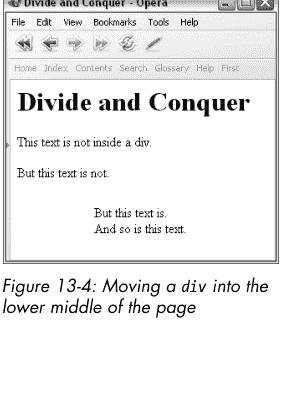 Divide and Conquer - Opera
File Edit View Bookmarks Tools Help
Home Index Contents Search Glossary Help First
Divide and Conquer
This text is not inside a div.
But this text is not.
But this text is.
And so is this text.
Figure 13-4: Moving a div into the
lower middle of the page